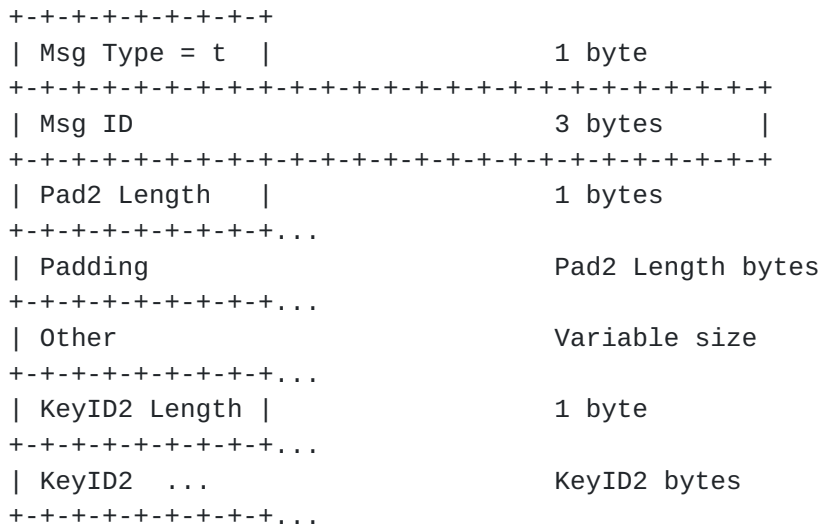 +-+-+-+-+-+-+-+-+
| Msg Type = t  |                  1 byte
+-+-+-+-+-+-+-+-+-+-+-+-+-+-+-+-+-+-+-+-+-+-+-+-+
| Msg ID                           3 bytes      |
+-+-+-+-+-+-+-+-+-+-+-+-+-+-+-+-+-+-+-+-+-+-+-+-+
| Pad2 Length   |                  1 bytes
+-+-+-+-+-+-+-+-+...
| Padding                          Pad2 Length bytes
+-+-+-+-+-+-+-+-+...
| Other                            Variable size
+-+-+-+-+-+-+-+-+...
| KeyID2 Length |                  1 byte
+-+-+-+-+-+-+-+-+...
| KeyID2  ...                      KeyID2 bytes
+-+-+-+-+-+-+-+-+...